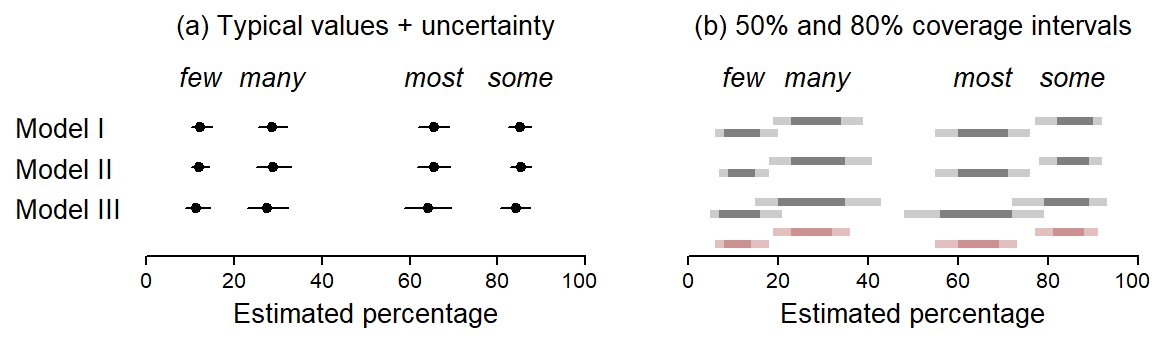 (a) Typical values + uncertainty
few many most some
Model I
Model II
Model III
0 20 40 60 80 100
Estimated percentage
(b) 50% and 80% coverage intervals
few many most some
0 20 40 60 80 100
Estimated percentage